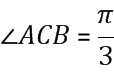 ∠ACB = π/3